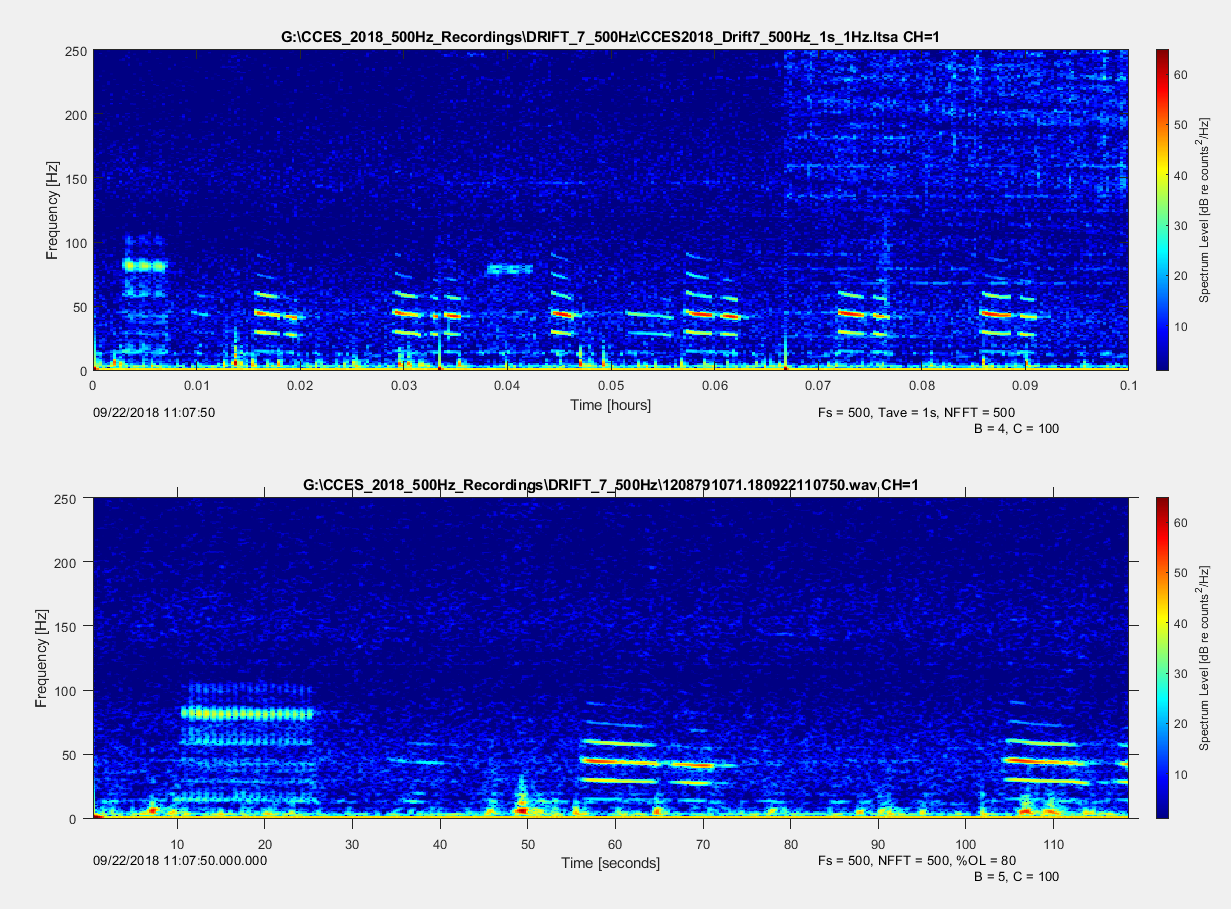 G:\CCES_2018_500Hz_Recordings\DRIFT_7_500Hz\CCES2018_Drift7_500Hz_1s_1Hz.ltsa CH=1
250
200
150
100
50
0
Frequency [Hz]
0 0.01 0.02 0.03 0.04 0.05 0.06 0.07 0.08 0.09 0.1
Time [hours]
09/22/2018 11:07:50
Fs = 500, Tave = 1s, NFFT = 500
B = 4, C = 100
60
50
40
30
20
10
Spectrum Level [dB re counts²/Hz]
G:\CCES_2018_500Hz_Recordings\DRIFT_7_500Hz\1208791071.180922110750.wav CH=1
250
200
150
100
50
0
Frequency [Hz]
10 20 30 40 50 60 70 80 90 100 110
Time [seconds]
09/22/2018 11:07:50.000.000
Fs = 500, NFFT = 500, %OL = 80
B = 5, C = 100
60
50
40
30
20
10
Spectrum Level [dB re counts²/Hz]